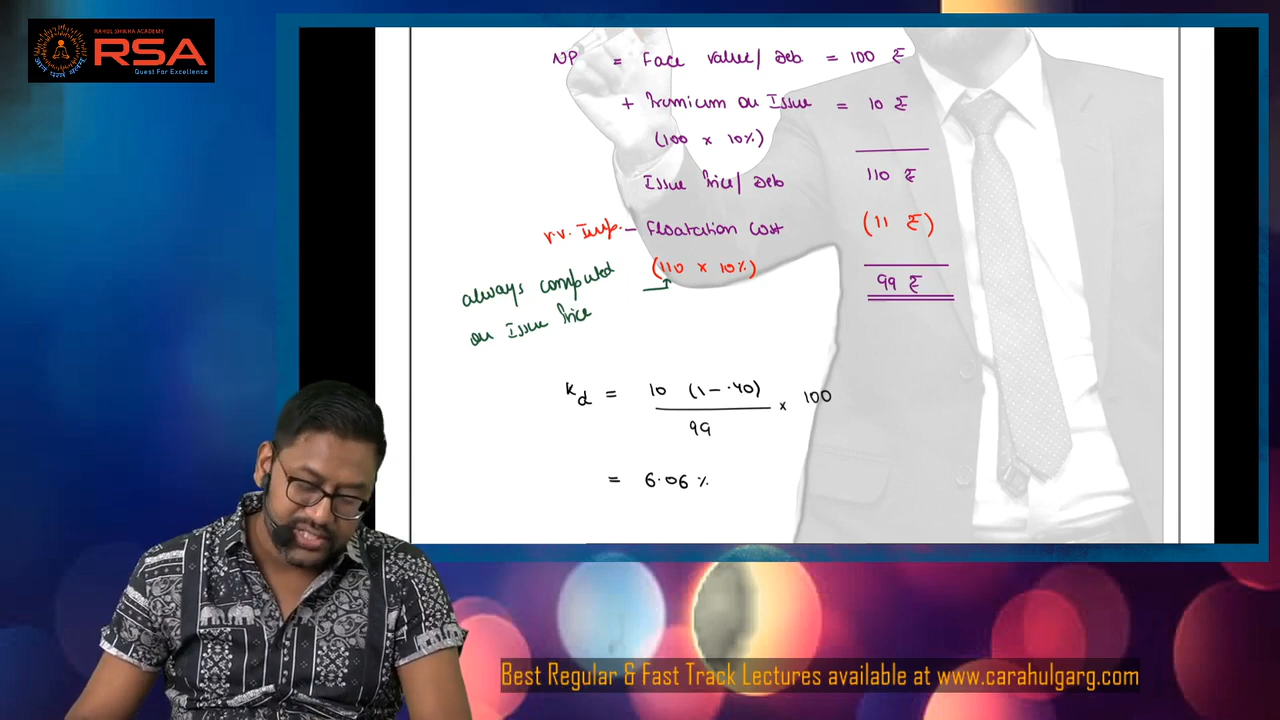 RAHUL SHIKHA ACADEMY
RSA
Quest For Excellence
NP = Face value/Deb. = 100 ₹
+ Premium on Issue = 10 ₹
(100 x 10%)
Issue Price/Deb 110 ₹
v.v. Imp. - Floatation Cost (11 ₹)
(110 x 10%)
99 ₹
always computed
on Issue Price
Kd = 10 (1 - .40)
x 100
99
= 6.06 %
Best Regular & Fast Track Lectures available at www.carahulgarg.com